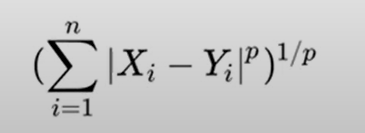 (∑_{i=1}^{n} |X_i − Y_i|^p)^{1/p}